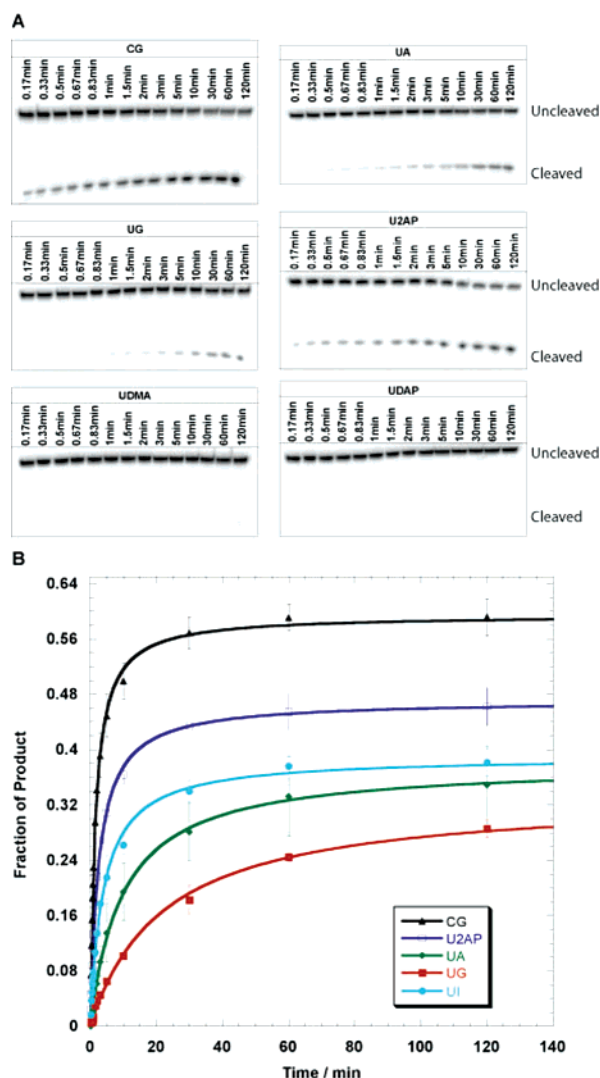 A
CG
0.17min 0.33min 0.5min 0.67min 0.83min 1min 1.5min 2min 3min 5min 10min 30min 60min 120min
UA
0.17min 0.33min 0.5min 0.67min 0.83min 1min 1.5min 2min 3min 5min 10min 30min 60min 120min
Uncleaved
Cleaved
UG
0.17min 0.33min 0.5min 0.67min 0.83min 1min 1.5min 2min 3min 5min 10min 30min 60min 120min
U2AP
0.17min 0.33min 0.5min 0.67min 0.83min 1min 1.5min 2min 3min 5min 10min 30min 60min 120min
Uncleaved
Cleaved
UDMA
0.17min 0.33min 0.5min 0.67min 0.83min 1min 1.5min 2min 3min 5min 10min 30min 60min 120min
UDAP
0.17min 0.33min 0.5min 0.67min 0.83min 1min 1.5min 2min 3min 5min 10min 30min 60min 120min
Uncleaved
Cleaved
B
Fraction of Product
0.64
0.56
0.48
0.4
0.32
0.24
0.16
0.08
0
CG
U2AP
UA
UG
UI
0 20 40 60 80 100 120 140
Time / min